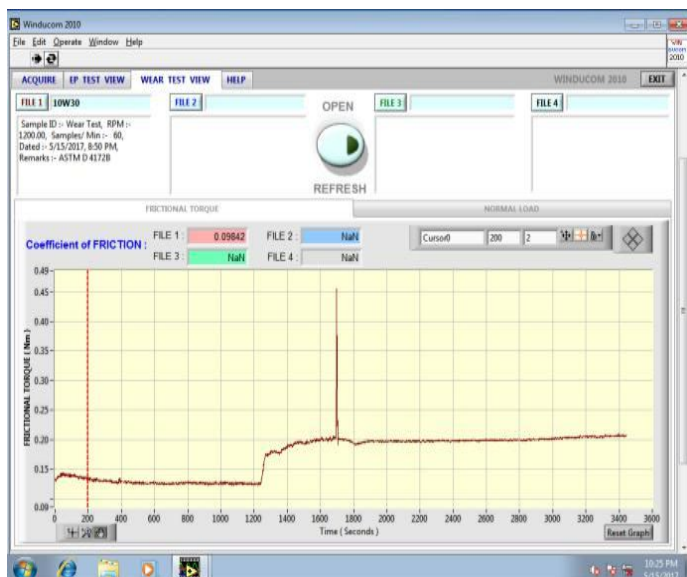 Winducom 2010
File Edit Operate Window Help
WIN
2010
ACQUIRE EP TEST VIEW WEAR TEST VIEW HELP WINDUCOM 2010 EXIT
FILE 1 10W30 FILE 2 OPEN FILE 3 FILE 4
Sample ID :- Wear Test, RPM :-
1200.00, Samples/ Min :- 60,
Dated :- 5/15/2017, 8:50 PM,
Remarks :- ASTM D 4172B
REFRESH
FRICTIONAL TORQUE NORMAL LOAD
Coefficient of FRICTION : FILE 1 : 0.09842 FILE 2 : NaN Cursor0 200 2
FILE 3 : NaN FILE 4 : NaN
FRICTIONAL TORQUE ( Nm )
0.49
0.45
0.40
0.35
0.30
0.25
0.20
0.15
0.09
0 200 400 600 800 1000 1200 1400 1600 1800 2000 2200 2400 2600 2800 3000 3200 3400 3600
Time ( Seconds )
Reset Graph
10:25 PM